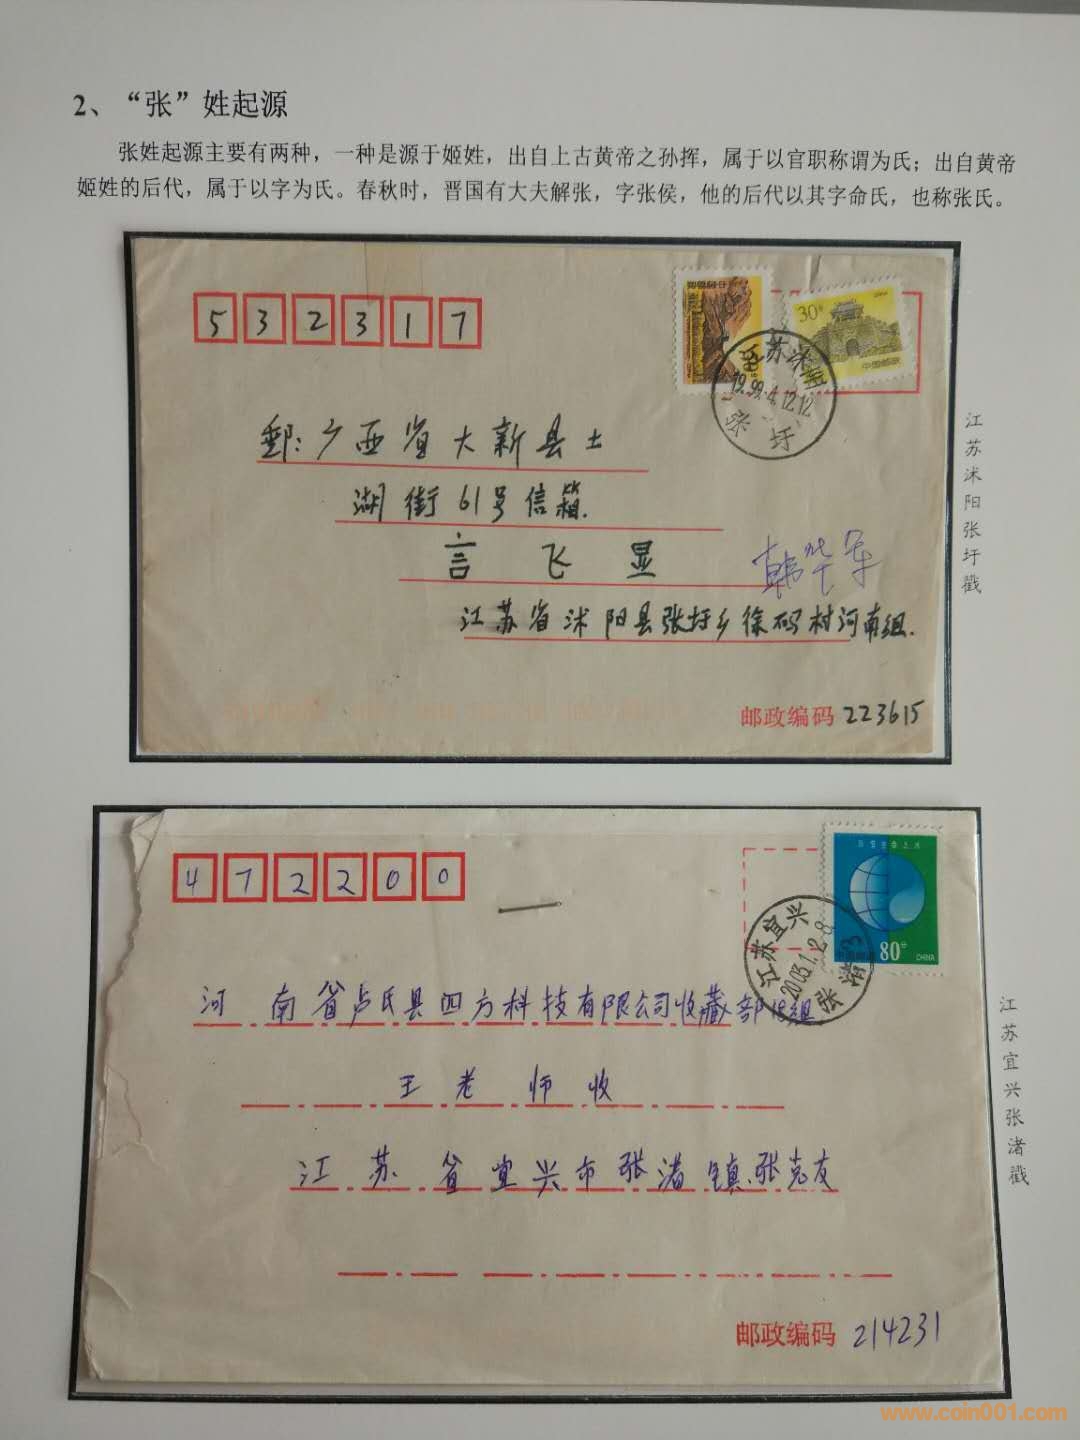 2、“张”姓起源
张姓起源主要有两种，一种是源于姬姓，出自上古黄帝之孙挥，属于以官职称谓为氏；出自黄帝
姬姓的后代，属于以字为氏。春秋时，晋国有大夫解张，字张侯，他的后代以其字命氏，也称张氏。
532317
30分
中国邮政
江苏沭阳
1999.4.12.12
张圩
郵:广西省大新县土
湖街61号信箱.
言飞显
韩华军
江苏省沭阳县张圩乡徐码村河南组.
邮政编码 223615
江苏沭阳张圩戳
472200
80分
CHINA
江苏宜兴
2003.1.2.8
张渚
河南省卢氏县四方科技有限公司收藏部
王老师收
江苏省宜兴市张渚镇.张克友
邮政编码 214231
江苏宜兴张渚戳
www.coin001.com